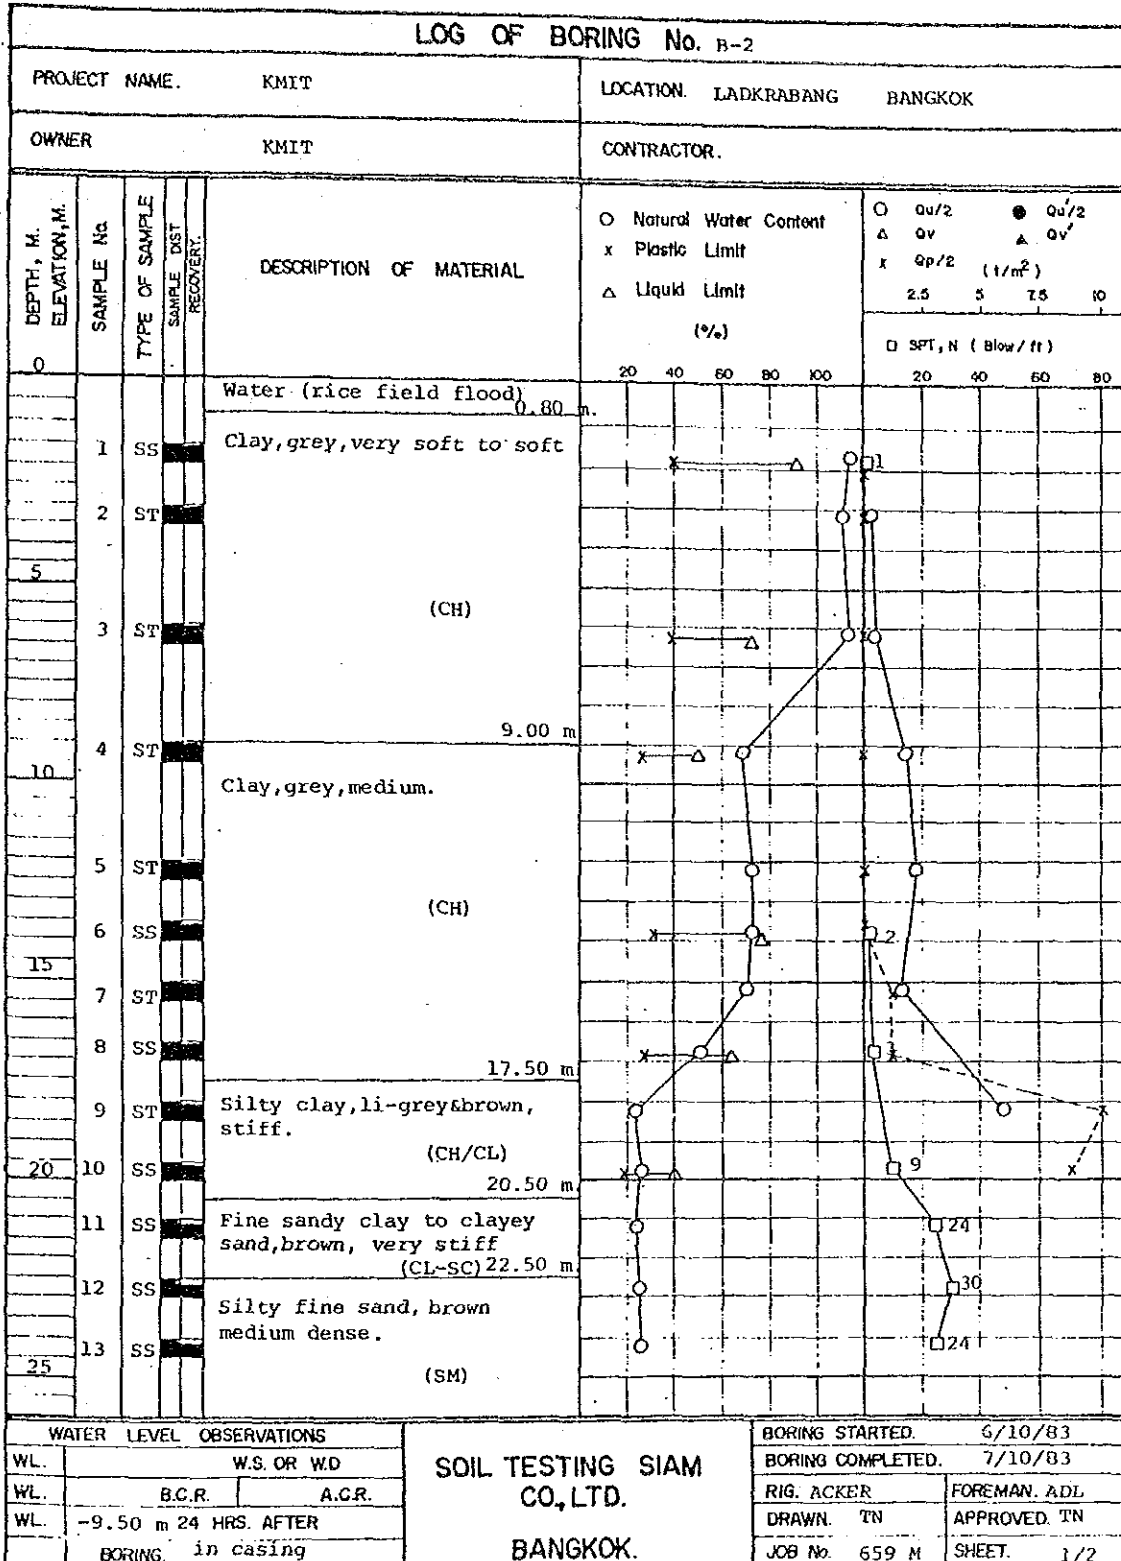 LOG OF BORING No. B-2
PROJECT NAME. KMIT
LOCATION. LADKRABANG BANGKOK
OWNER KMIT
CONTRACTOR.
DEPTH, M.
ELEVATION, M.
SAMPLE No
TYPE OF SAMPLE
SAMPLE DIST
RECOVERY.
DESCRIPTION OF MATERIAL
O Natural Water Content
x Plastic Limit
△ Liquid Limit
(%)
O Qu/2 ● Qu'/2
△ Qv ▲ Qv'
x Qp/2 (t/m²)
2.5 5 7.5 10
□ SPT, N (Blow/ft)
0
20 40 60 80 100 20 40 60 80
Water (rice field flood)
0.80 m.
1 SS Clay,grey,very soft to soft
1
2 ST
5
(CH)
3 ST
9.00 m
4 ST
10
Clay,grey,medium.
5 ST
(CH)
6 SS
2
15
7 ST
8 SS
3
17.50 m
9 ST Silty clay,li-grey&brown,
stiff.
(CH/CL)
20 10 SS
9
20.50 m
11 SS Fine sandy clay to clayey
24
sand,brown, very stiff
(CL-SC) 22.50 m
12 SS
30
Silty fine sand, brown
medium dense.
13 SS
24
25
(SM)
WATER LEVEL OBSERVATIONS
WL. W.S. OR W.D
WL. B.C.R. A.C.R.
WL. -9.50 m 24 HRS. AFTER
BORING. in casing
SOIL TESTING SIAM
CO., LTD.
BANGKOK.
BORING STARTED. 6/10/83
BORING COMPLETED. 7/10/83
RIG. ACKER FOREMAN. ADL
DRAWN. TN APPROVED. TN
JOB No. 659 M SHEET. 1/2